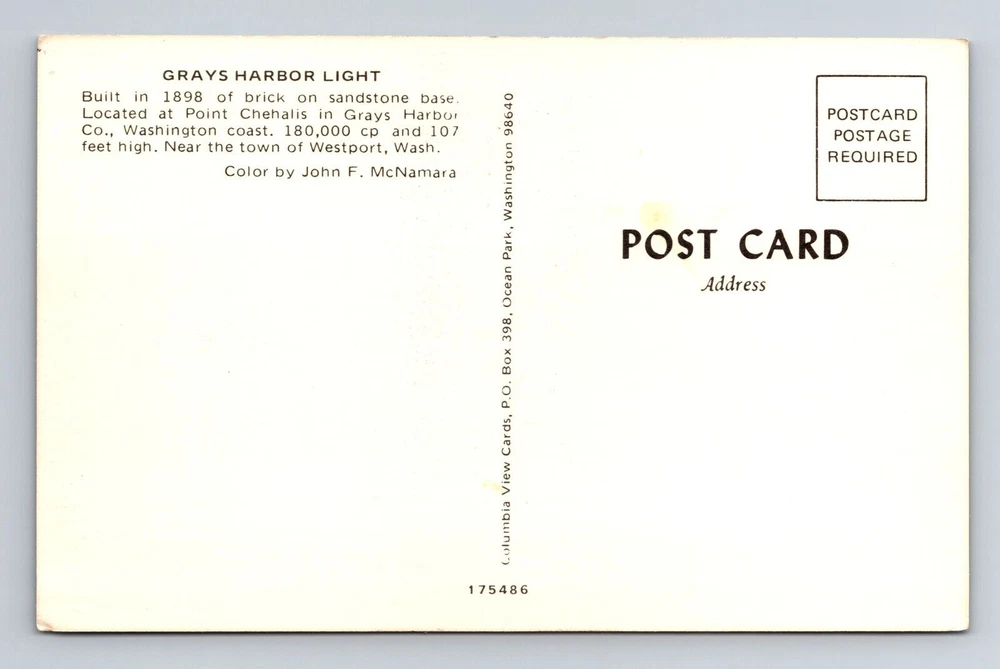 GRAYS HARBOR LIGHT
Built in 1898 of brick on sandstone base.
Located at Point Chehalis in Grays Harbor
Co., Washington coast. 180,000 cp and 107
feet high. Near the town of Westport, Wash.
Color by John F. McNamara
Columbia View Cards, P.O. Box 398, Ocean Park, Washington 98640
175486
POSTCARD
POSTAGE
REQUIRED
POST CARD
Address